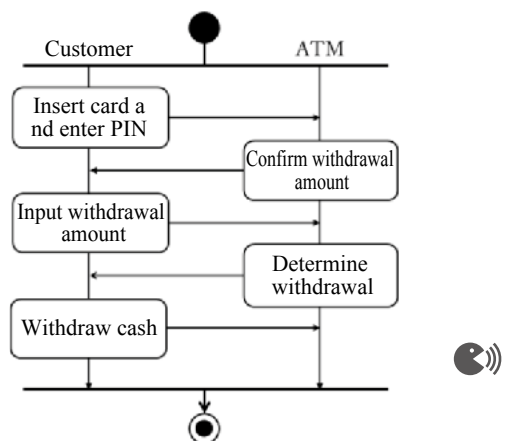 Customer
ATM
Insert card a
nd enter PIN
Confirm withdrawal
amount
Input withdrawal
amount
Determine
withdrawal
Withdraw cash